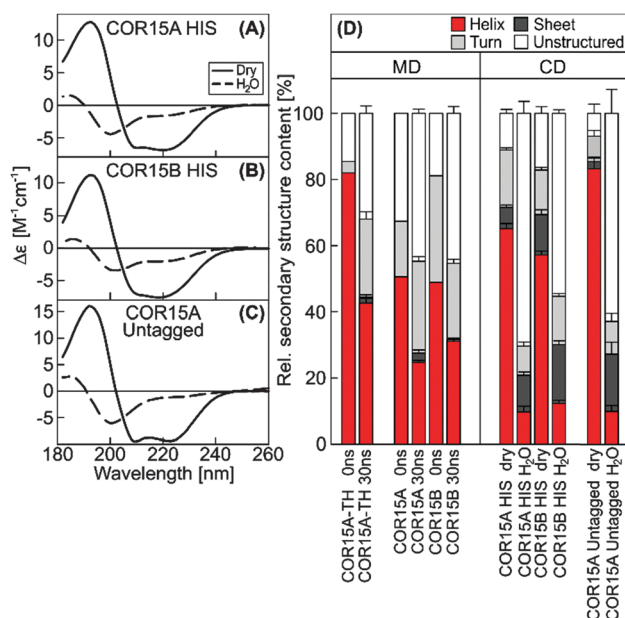 COR15A HIS (A)
Dry
H₂O
10
5
0
-5
COR15B HIS (B)
10
5
0
-5
COR15A Untagged (C)
15
10
5
0
-5
Δε [M⁻¹cm⁻¹]
182 200 220 240 260
Wavelength [nm]
(D) Helix Sheet
Turn Unstructured
MD CD
Rel. secondary structure content [%]
100
80
60
40
20
0
COR15A-TH 0ns
COR15A-TH 30ns
COR15A 0ns
COR15A 30ns
COR15B 0ns
COR15B 30ns
COR15A HIS dry
COR15A HIS H₂O
COR15B HIS dry
COR15B HIS H₂O
COR15A Untagged dry
COR15A Untagged H₂O